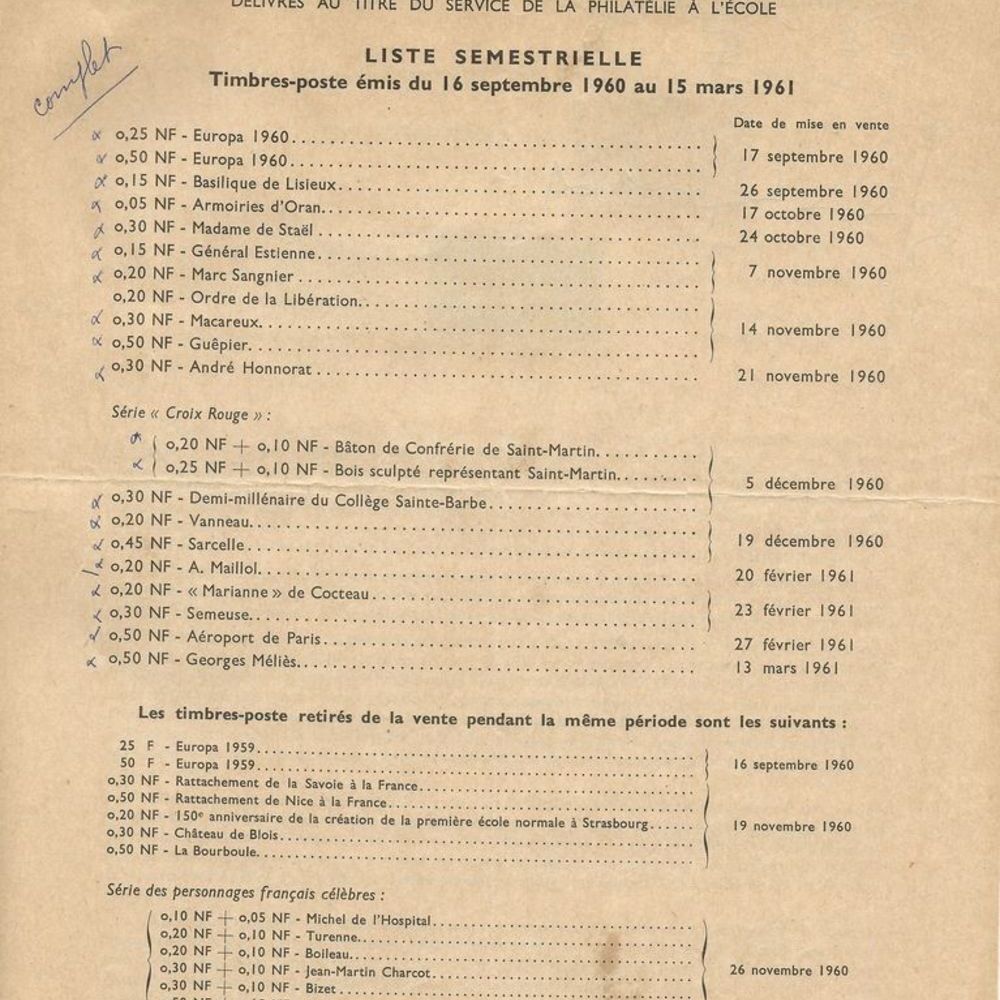 DÉLIVRÉS AU TITRE DU SERVICE DE LA PHILATÉLIE À L'ÉCOLE
complet
LISTE SEMESTRIELLE
Timbres-poste émis du 16 septembre 1960 au 15 mars 1961
Date de mise en vente
0,25 NF - Europa 1960
0,50 NF - Europa 1960 17 septembre 1960
0,15 NF - Basilique de Lisieux 26 septembre 1960
0,05 NF - Armoiries d'Oran 17 octobre 1960
0,30 NF - Madame de Staël 24 octobre 1960
0,15 NF - Général Estienne
0,20 NF - Marc Sangnier 7 novembre 1960
0,20 NF - Ordre de la Libération
0,30 NF - Macareux 14 novembre 1960
0,50 NF - Guêpier
0,30 NF - André Honnorat 21 novembre 1960
Série « Croix Rouge » :
0,20 NF + 0,10 NF - Bâton de Confrérie de Saint-Martin
0,25 NF + 0,10 NF - Bois sculpté représentant Saint-Martin 5 décembre 1960
0,30 NF - Demi-millénaire du Collège Sainte-Barbe
0,20 NF - Vanneau
0,45 NF - Sarcelle 19 décembre 1960
0,20 NF - A. Maillol 20 février 1961
0,20 NF - « Marianne » de Cocteau
0,30 NF - Semeuse 23 février 1961
0,50 NF - Aéroport de Paris 27 février 1961
0,50 NF - Georges Méliès 13 mars 1961
Les timbres-poste retirés de la vente pendant la même période sont les suivants :
25 F - Europa 1959
50 F - Europa 1959 16 septembre 1960
0,30 NF - Rattachement de la Savoie à la France
0,50 NF - Rattachement de Nice à la France
0,20 NF - 150e anniversaire de la création de la première école normale à Strasbourg 19 novembre 1960
0,30 NF - Château de Blois
0,50 NF - La Bourboule
Série des personnages français célèbres :
0,10 NF + 0,05 NF - Michel de l'Hospital
0,20 NF + 0,10 NF - Turenne
0,20 NF + 0,10 NF - Boileau
0,30 NF + 0,10 NF - Jean-Martin Charcot 26 novembre 1960
0,30 NF + 0,10 NF - Bizet